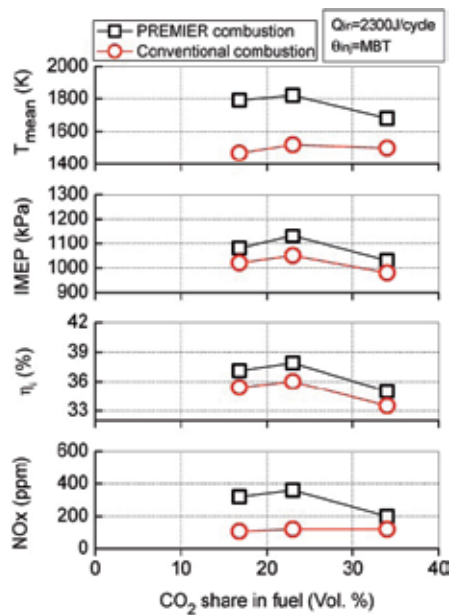 PREMIER combustion
Conventional combustion
Qin=2300J/cycle
θinj=MBT
Tmean (K)
2000
1800
1600
1400
IMEP (kPa)
1300
1200
1100
1000
900
ηi (%)
42
39
36
33
NOx (ppm)
600
400
200
0
0 10 20 30 40
CO2 share in fuel (Vol. %)